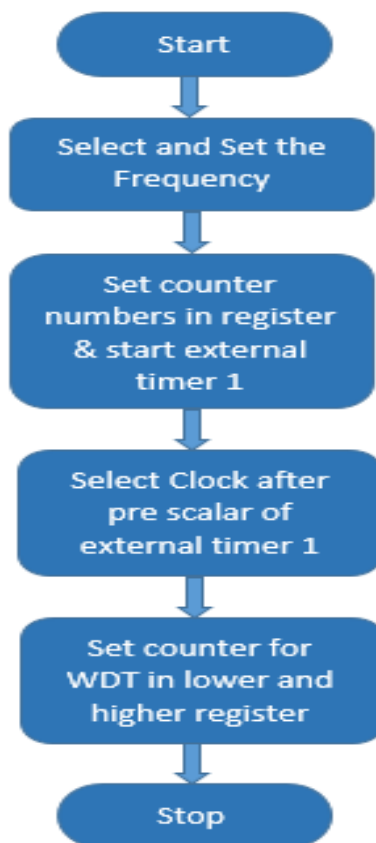 Start
Select and Set the
Frequency
Set counter
numbers in register
& start external
timer 1
Select Clock after
pre scalar of
external timer 1
Set counter for
WDT in lower and
higher register
Stop